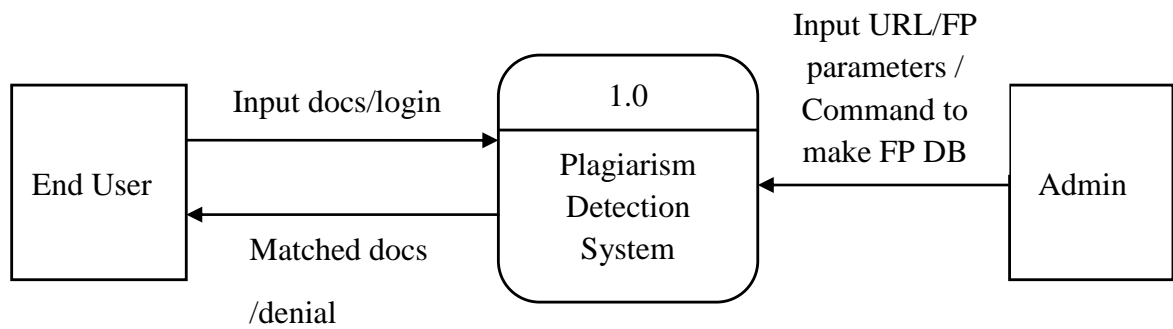 Input URL/FP
parameters /
Command to
make FP DB
Input docs/login
1.0
End User
Plagiarism
Detection
System
Admin
Matched docs
/denial